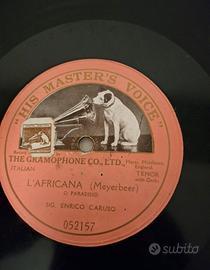 "HIS MASTER'S VOICE"
THE GRAMOPHONE CO., LTD.,
Hayes, Middlesex,
England.
ITALIAN
TENOR
with Orch:
L'AFRICANA (Meyerbeer)
O PARADISO
SIG. ENRICO CARUSO
052157
subito